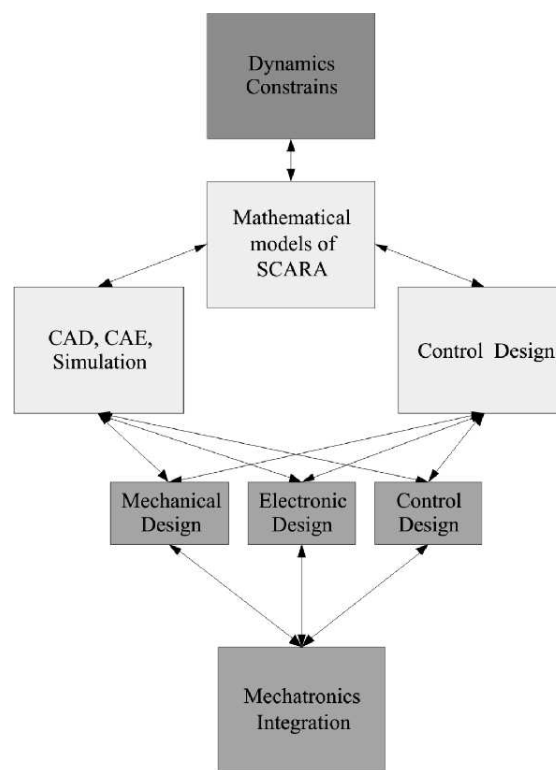 Dynamics
Constrains
Mathematical
models of
SCARA
CAD, CAE,
Simulation
Control Design
Mechanical
Design
Electronic
Design
Control
Design
Mechatronics
Integration